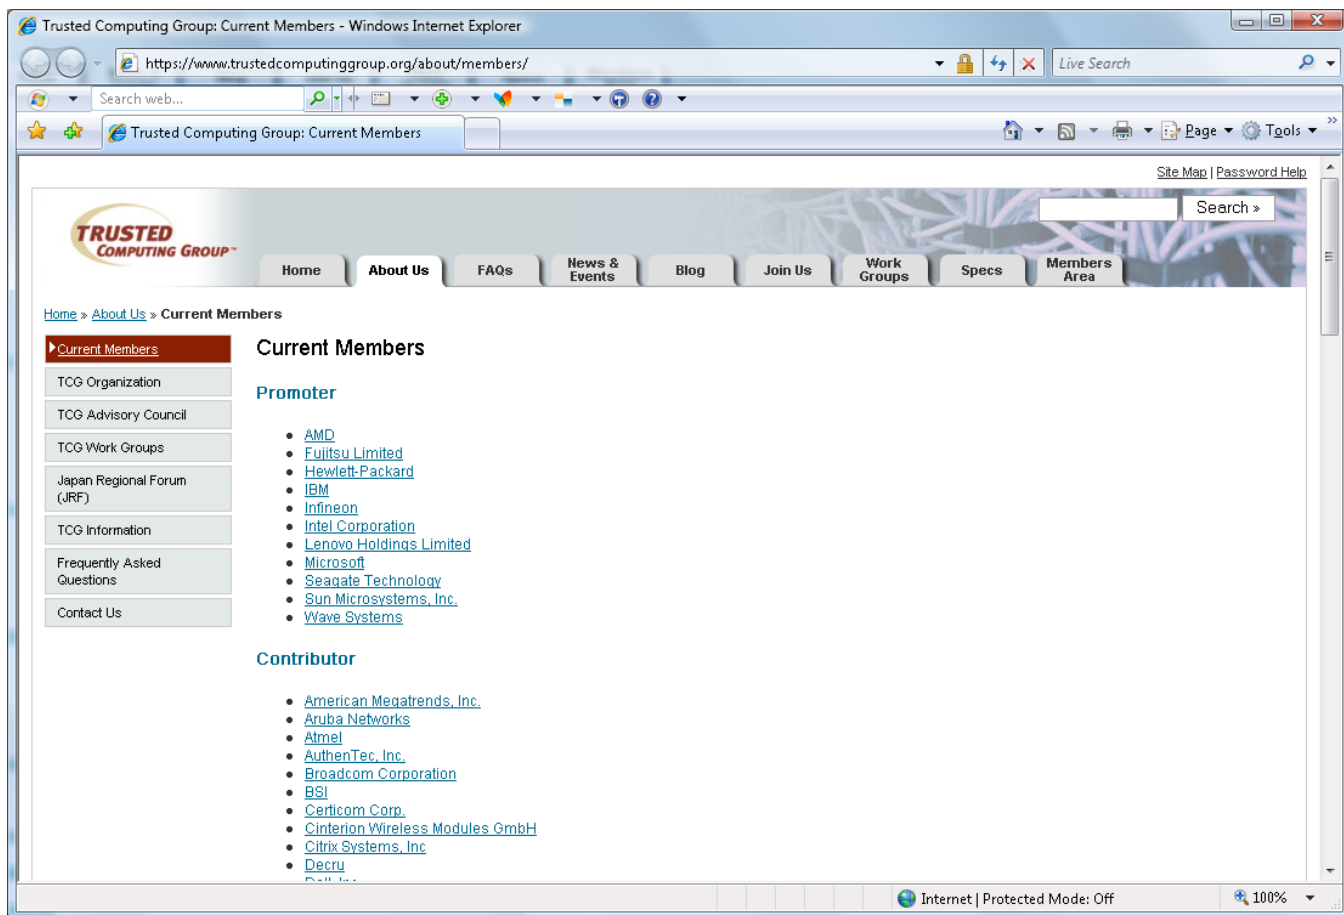 Trusted Computing Group: Current Members - Windows Internet Explorer
https://www.trustedcomputinggroup.org/about/members/
Live Search
Search web...
Trusted Computing Group: Current Members
Page
Tools
Site Map | Password Help
Search »
TRUSTED
COMPUTING GROUP™
Home
About Us
FAQs
News &
Events
Blog
Join Us
Work
Groups
Specs
Members
Area
Home » About Us » Current Members
Current Members
TCG Organization
TCG Advisory Council
TCG Work Groups
Japan Regional Forum
(JRF)
TCG Information
Frequently Asked
Questions
Contact Us
Current Members
Promoter
AMD
Fujitsu Limited
Hewlett-Packard
IBM
Infineon
Intel Corporation
Lenovo Holdings Limited
Microsoft
Seagate Technology
Sun Microsystems, Inc.
Wave Systems
Contributor
American Megatrends, Inc.
Aruba Networks
Atmel
AuthenTec, Inc.
Broadcom Corporation
BSI
Certicom Corp.
Cinterion Wireless Modules GmbH
Citrix Systems, Inc
Decru
Internet | Protected Mode: Off
100%